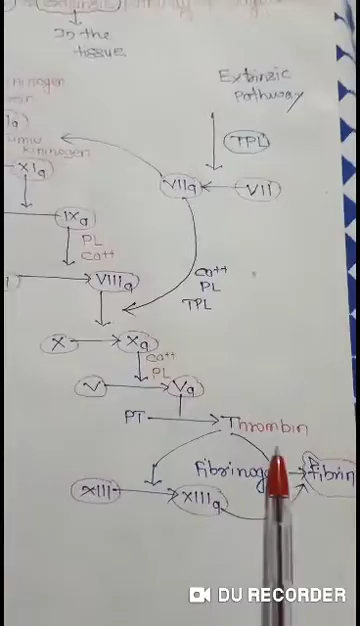 In the
tissue
Extrinsic
pathway
TPL
kininogen
XIa
VIIa
VII
IXa
PL
Ca++
VIIIa
Ca++
PL
TPL
X
Xa
Ca++
PL
V
Va
PT
Thrombin
Fibrinog
Fibrin
XIII
XIIIa
DU RECORDER